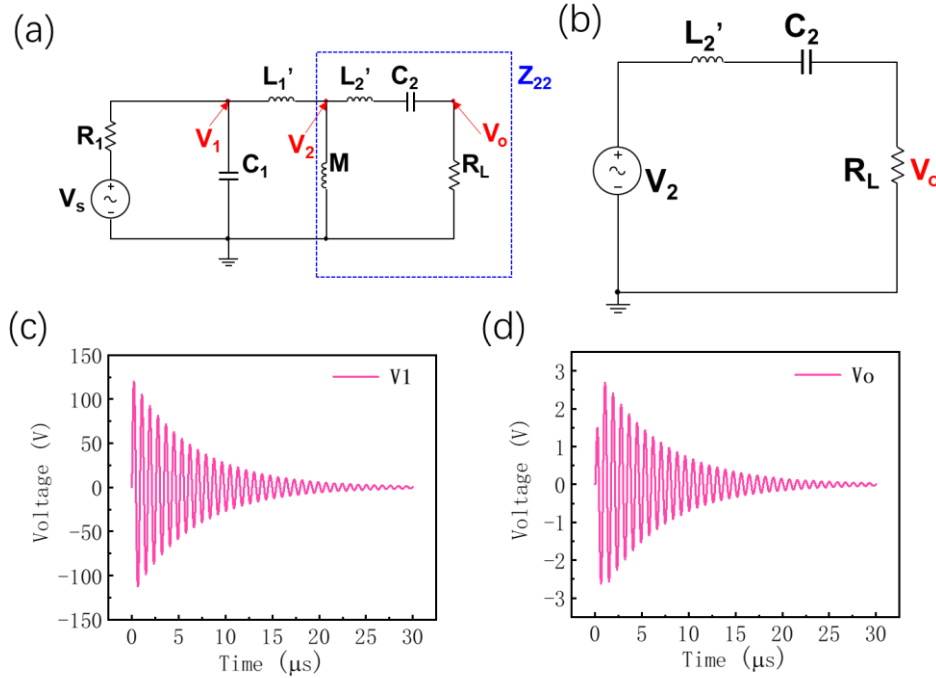 (a)
L₁’ L₂’ C₂ Z₂₂
R₁ V₁ V₂ Vₒ
C₁ M R_L
Vₛ + −
(b)
L₂’ C₂
+ − V₂ R_L Vₒ
(c)
150
100
50
0
-50
-100
-150
Voltage (V)
V1
0 5 10 15 20 25 30
Time (μs)
(d)
3
2
1
0
-1
-2
-3
Voltage (V)
Vo
0 5 10 15 20 25 30
Time (μs)